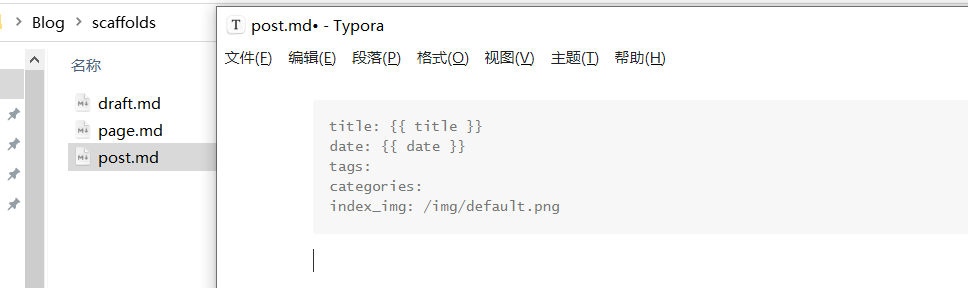 Blog > scaffolds
名称
draft.md
page.md
post.md
T post.md• - Typora
文件(F) 编辑(E) 段落(P) 格式(O) 视图(V) 主题(T) 帮助(H)
title: {{ title }}
date: {{ date }}
tags:
categories:
index_img: /img/default.png